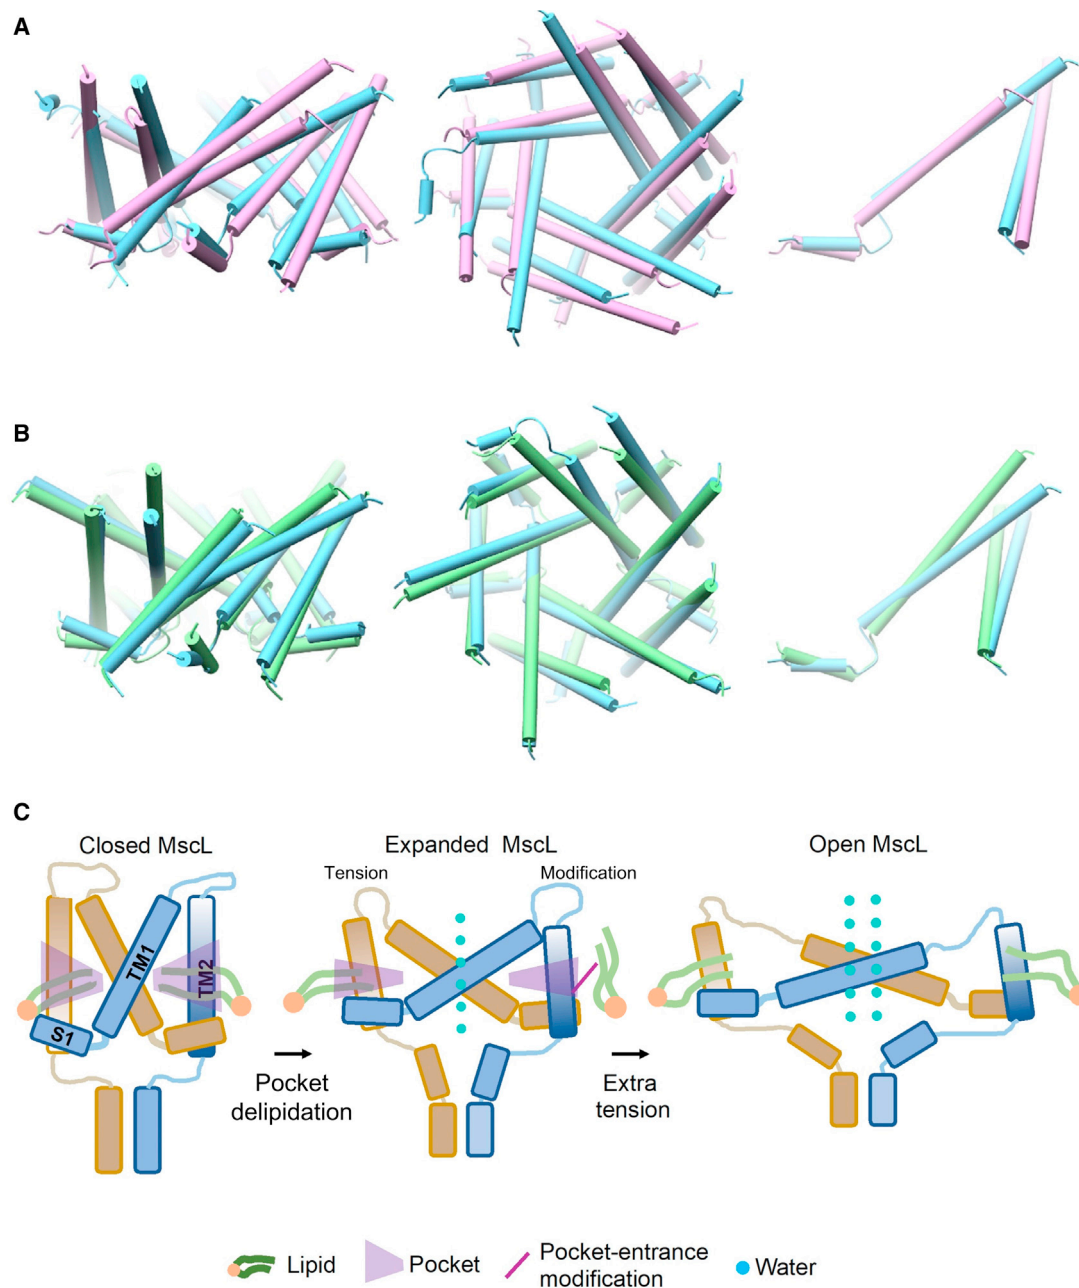 A
B
C
Closed MscL
Expanded MscL
Open MscL
Tension
Modification
TM1
TM2
S1
Pocket
delipidation
Extra
tension
Lipid
Pocket
Pocket-entrance
modification
Water